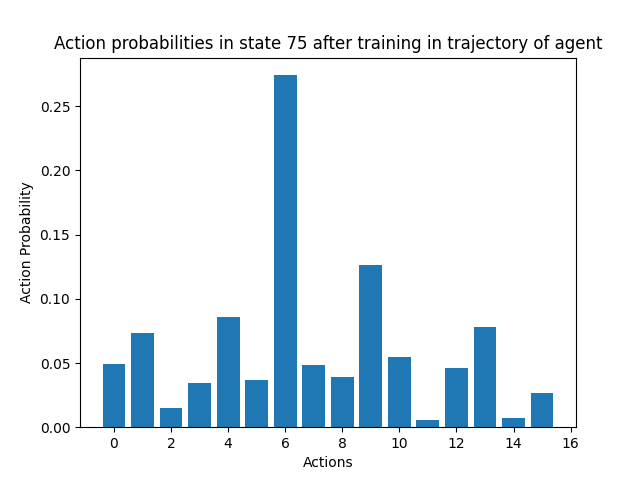 Action probabilities in state 75 after training in trajectory of agent
0.25
0.20
0.15
0.10
0.05
0.00
Action Probability
0 2 4 6 8 10 12 14 16
Actions